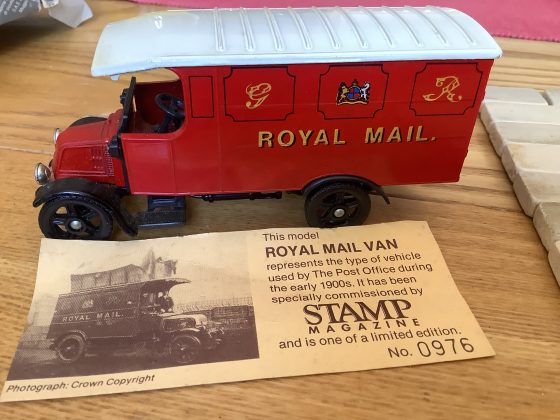 G
R
ROYAL MAIL.
This model
ROYAL MAIL VAN
represents the type of vehicle
used by The Post Office during
the early 1900s. It has been
specially commissioned by
STAMP
MAGAZINE
and is one of a limited edition.
No. 0976
ROYAL MAIL.
Photograph: Crown Copyright